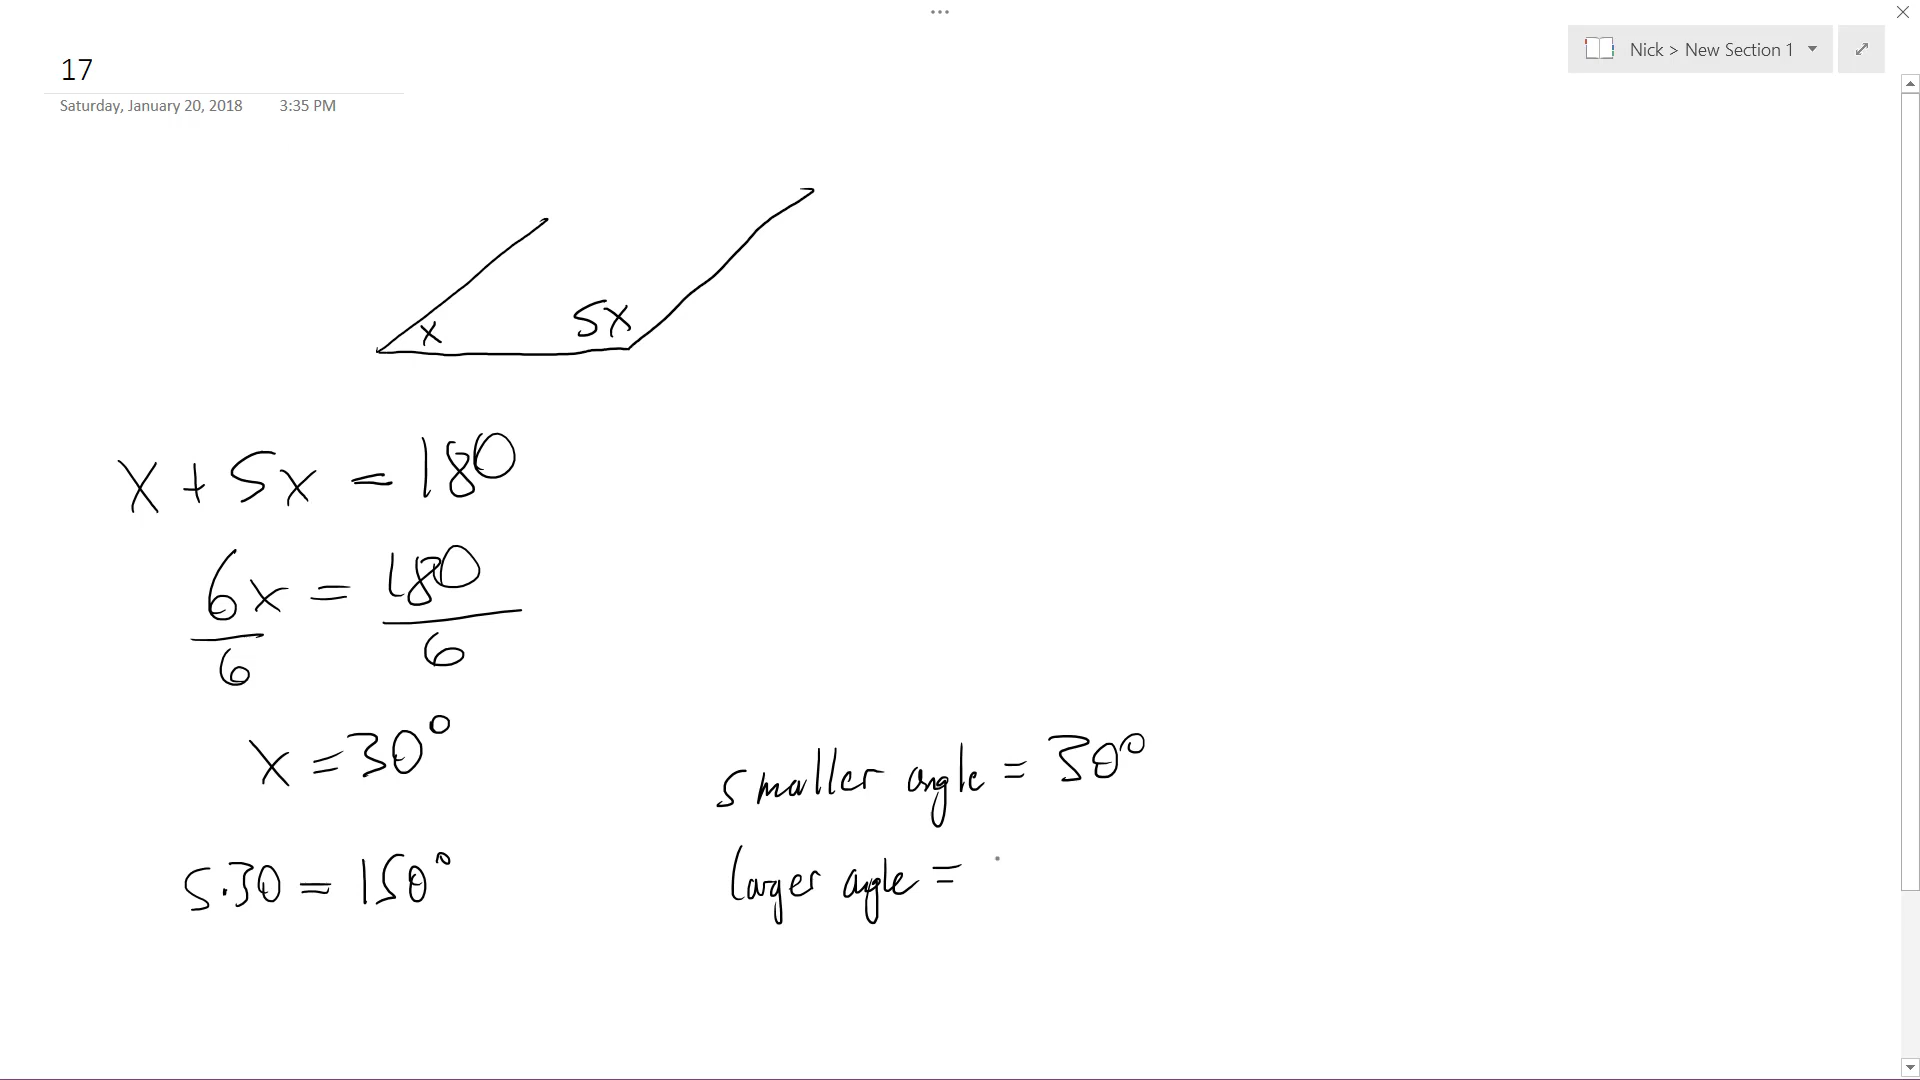 ...
Nick > New Section 1
17
Saturday, January 20, 2018 3:35 PM
x 5x
x + 5x = 180
6x/6 = 180/6
x = 30°
smaller angle = 30°
5·30 = 150°
larger agle =